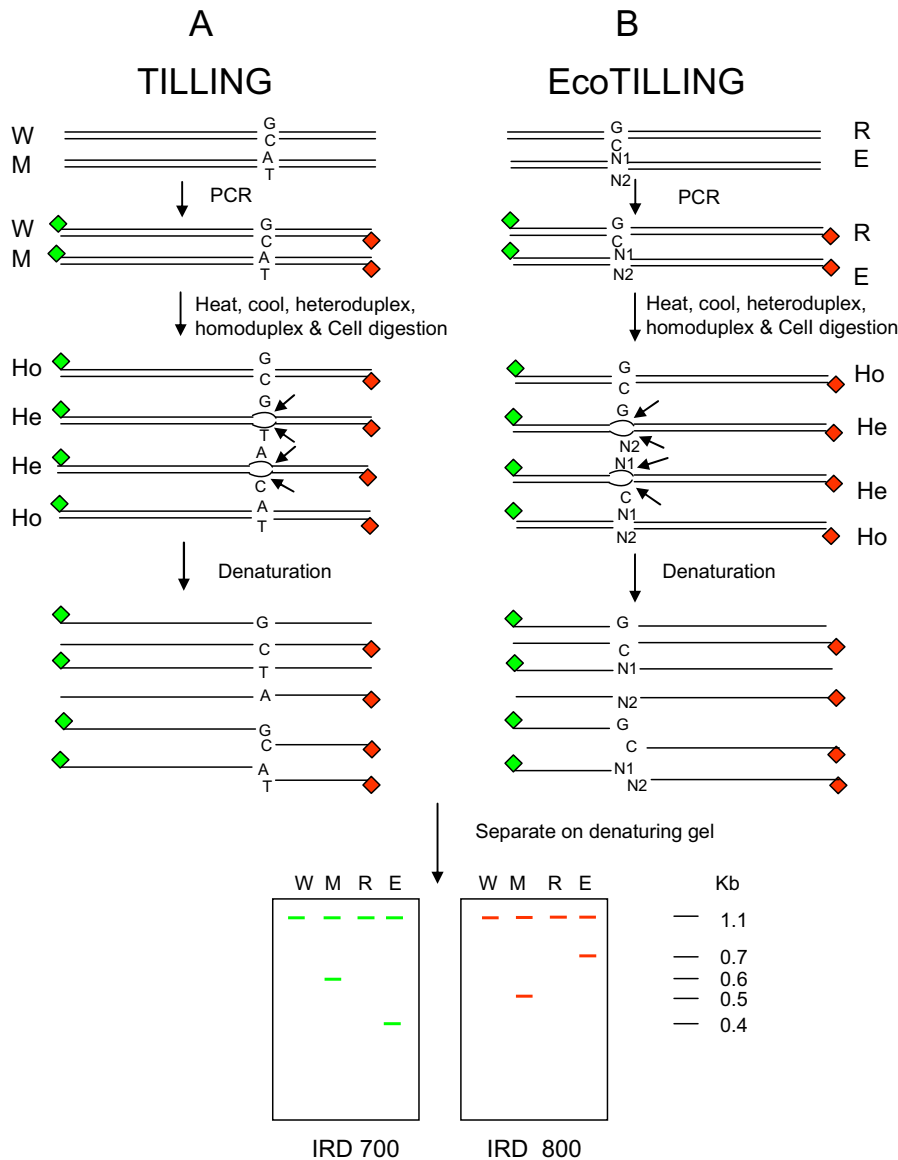 A
B
TILLING
EcoTILLING
W
G
C
M
A
T
G
C
R
N1
E
N2
PCR
PCR
W
G
C
M
A
T
G
C
R
N1
N2
E
Heat, cool, heteroduplex,
homoduplex & Cell digestion
Heat, cool, heteroduplex,
homoduplex & Cell digestion
Ho
G
C
He
G
T
He
A
C
Ho
A
T
G
C
Ho
G
N2
He
N1
C
He
N1
N2
Ho
Denaturation
Denaturation
G
C
T
A
G
C
A
T
G
C
N1
N2
G
C
N1
N2
Separate on denaturing gel
W M R E
W M R E
Kb
1.1
0.7
0.6
0.5
0.4
IRD 700
IRD 800